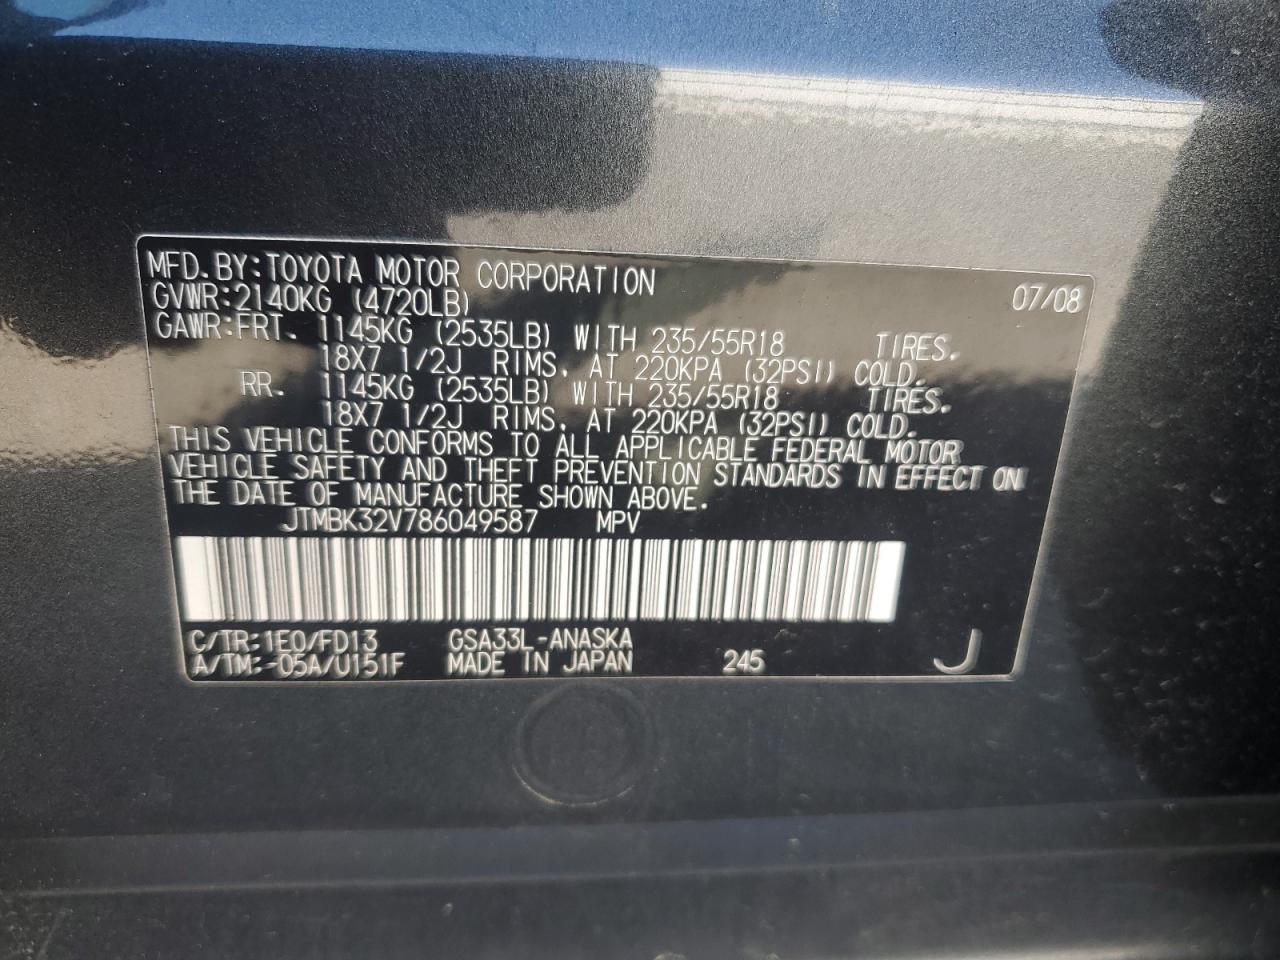 MFD.BY:TOYOTA MOTOR CORPORATION 07/08
GVWR:2140KG (4720LB)
GAWR:FRT. 1145KG (2535LB) WITH 235/55R18 TIRES.
18X7 1/2J RIMS, AT 220KPA (32PSI) COLD.
RR. 1145KG (2535LB) WITH 235/55R18 TIRES.
18X7 1/2J RIMS, AT 220KPA (32PSI) COLD.
THIS VEHICLE CONFORMS TO ALL APPLICABLE FEDERAL MOTOR
VEHICLE SAFETY AND THEFT PREVENTION STANDARDS IN EFFECT ON
THE DATE OF MANUFACTURE SHOWN ABOVE.
JTMBK32V786049587 MPV
C/TR:1E0/FD13 GSA33L-ANASKA
A/TM:-05A/U151F MADE IN JAPAN 245 J